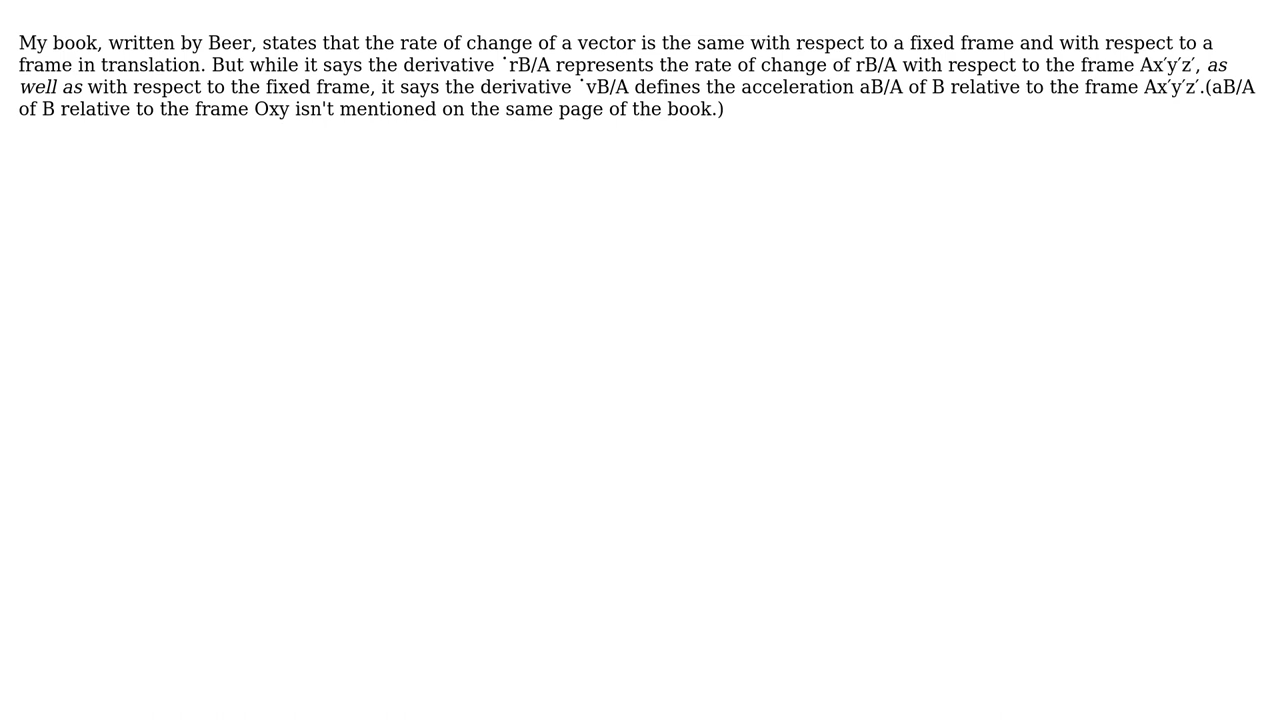 My book, written by Beer, states that the rate of change of a vector is the same with respect to a fixed frame and with respect to a
frame in translation. But while it says the derivative ˙rB/A represents the rate of change of rB/A with respect to the frame Ax′y′z′, as
well as with respect to the fixed frame, it says the derivative ˙vB/A defines the acceleration aB/A of B relative to the frame Ax′y′z′.(aB/A
of B relative to the frame Oxy isn't mentioned on the same page of the book.)